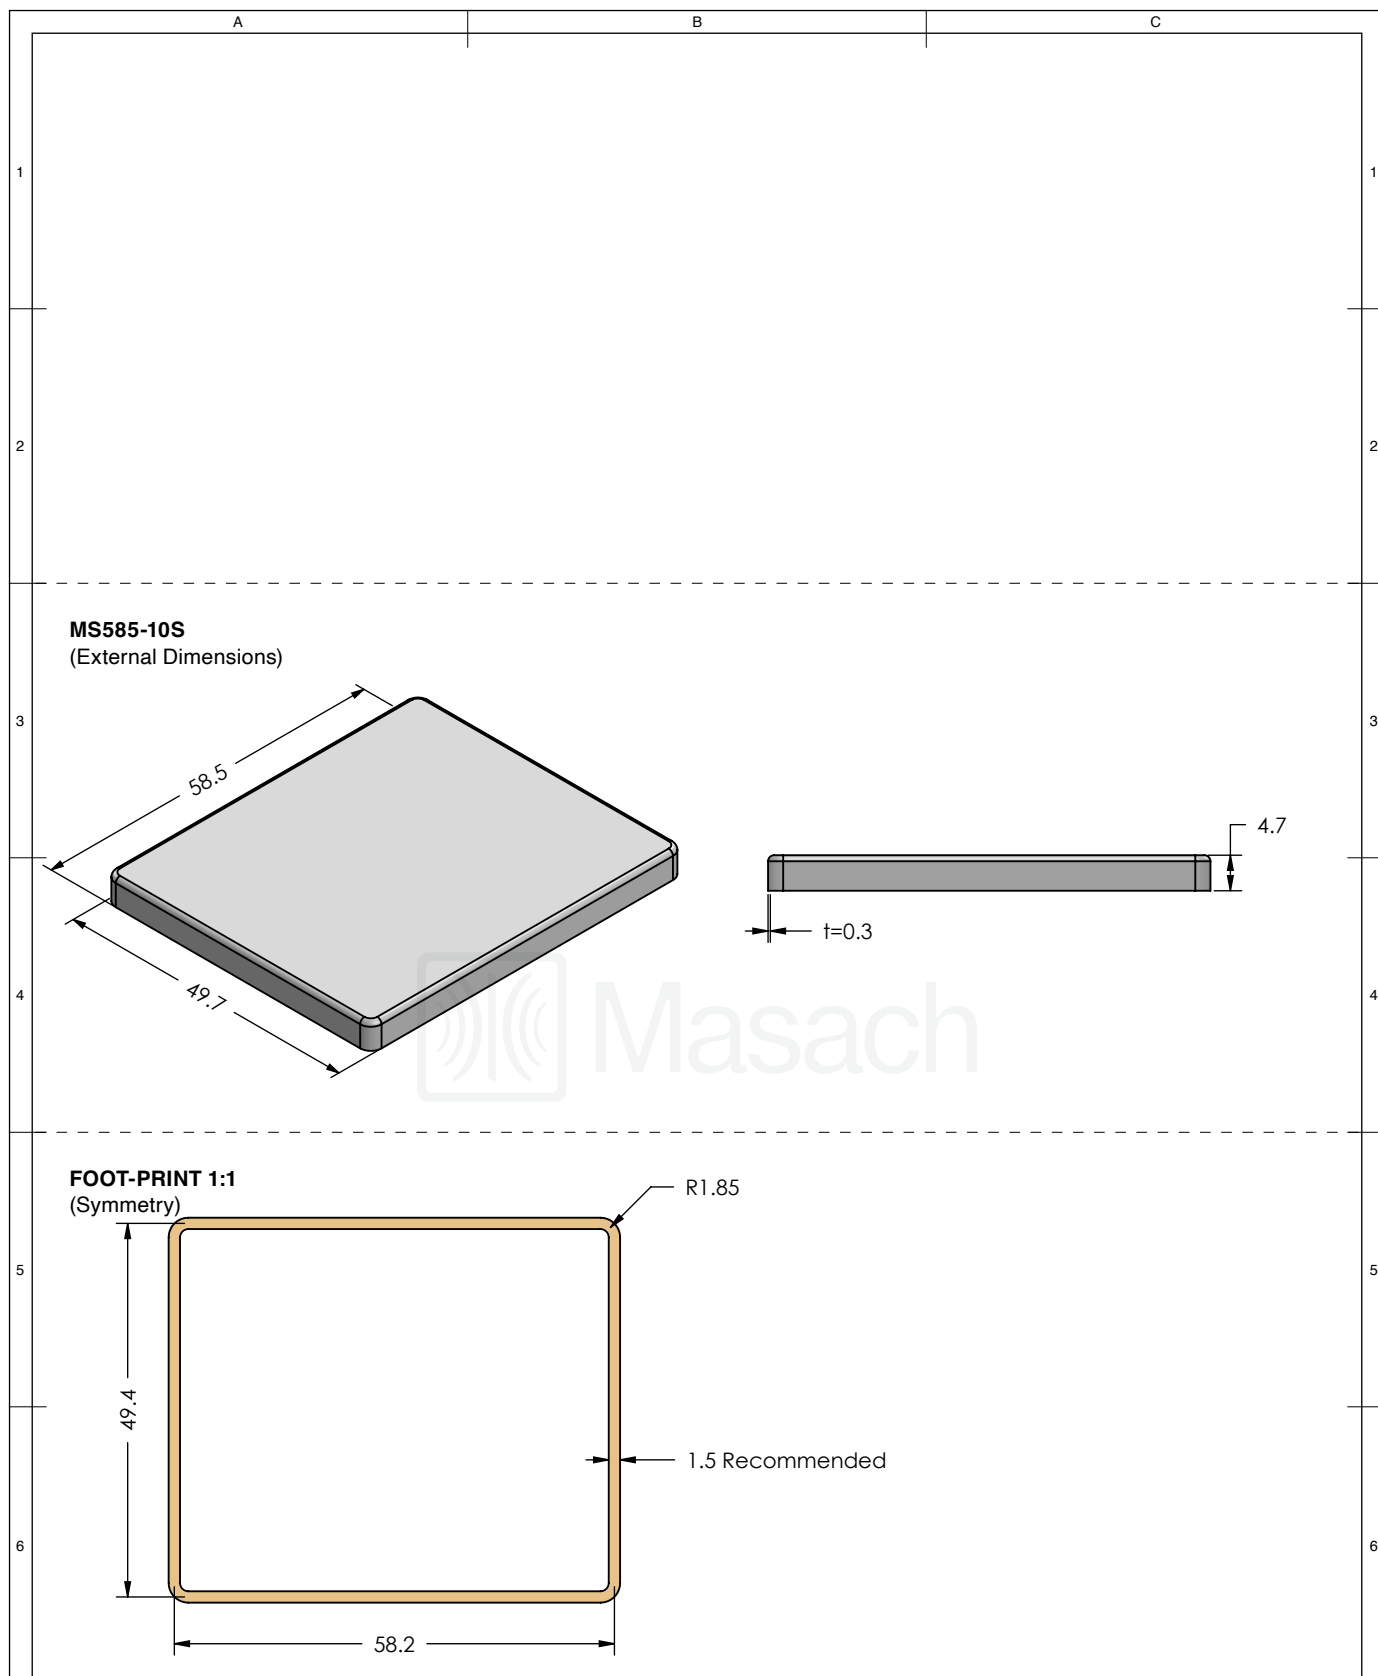 A B C
1 1
2 2
MS585-10S
(External Dimensions)
3 3
58.5
4.7
t=0.3
49.7
4 4
Masach
FOOT-PRINT 1:1
(Symmetry)
R1.85
5 5
49.4
1.5 Recommended
6 6
58.2